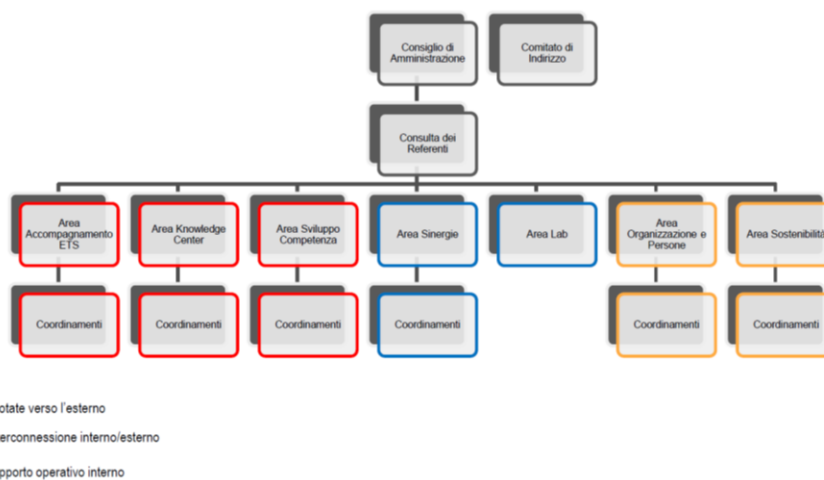 Consiglio di
Amministrazione
Comitato di
Indirizzo
Consulta dei
Referenti
Area
Accompagnamento
ETS
Area Knowledge
Center
Area Sviluppo
Competenza
Area Sinergie
Area Lab
Area
Organizzazione e
Persone
Area Sostenibilità
Coordinamenti
Coordinamenti
Coordinamenti
Coordinamenti
Coordinamenti
Coordinamenti
otate verso l'esterno
erconnessione interno/esterno
pporto operativo interno